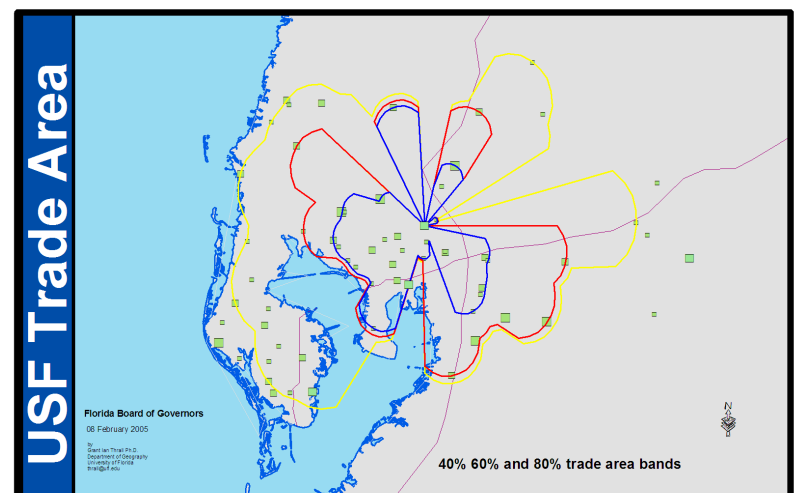 USF Trade Area
Florida Board of Governors
08 February 2005
by
Grant Ian Thrall Ph.D.
Department of Geography
University of Florida
thrall@ufl.edu
N
40% 60% and 80% trade area bands